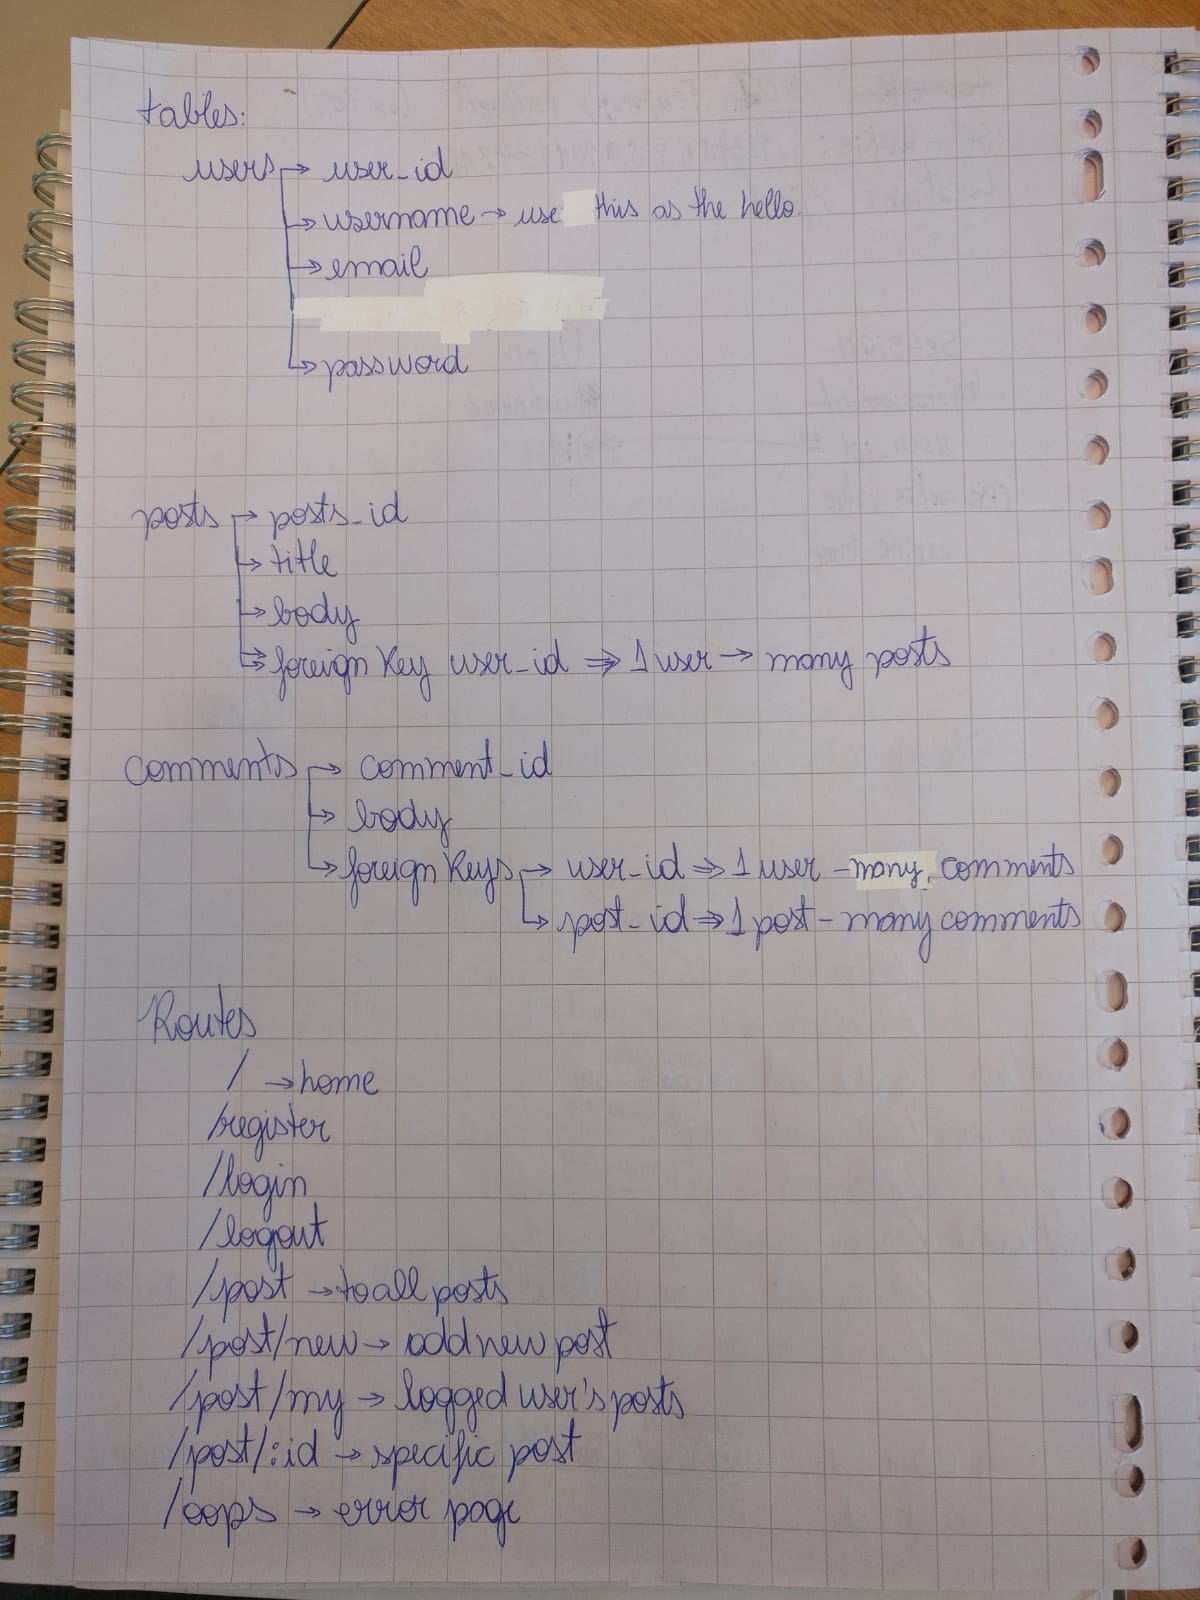 tables:
users → user_id
→ username → use this as the hello
→ email
→ password
posts → posts_id
→ title
→ body
→ foreign key user_id ⇒ 1 user → many posts
comments → comment_id
→ body
→ foreign keys → user_id ⇒ 1 user - many comments
→ post_id ⇒ 1 post - many comments
Routes
/ → home
/register
/login
/logout
/post → to all posts
/post/new → add new post
/post/my → logged user's posts
/post/:id → specific post
/oops → error page